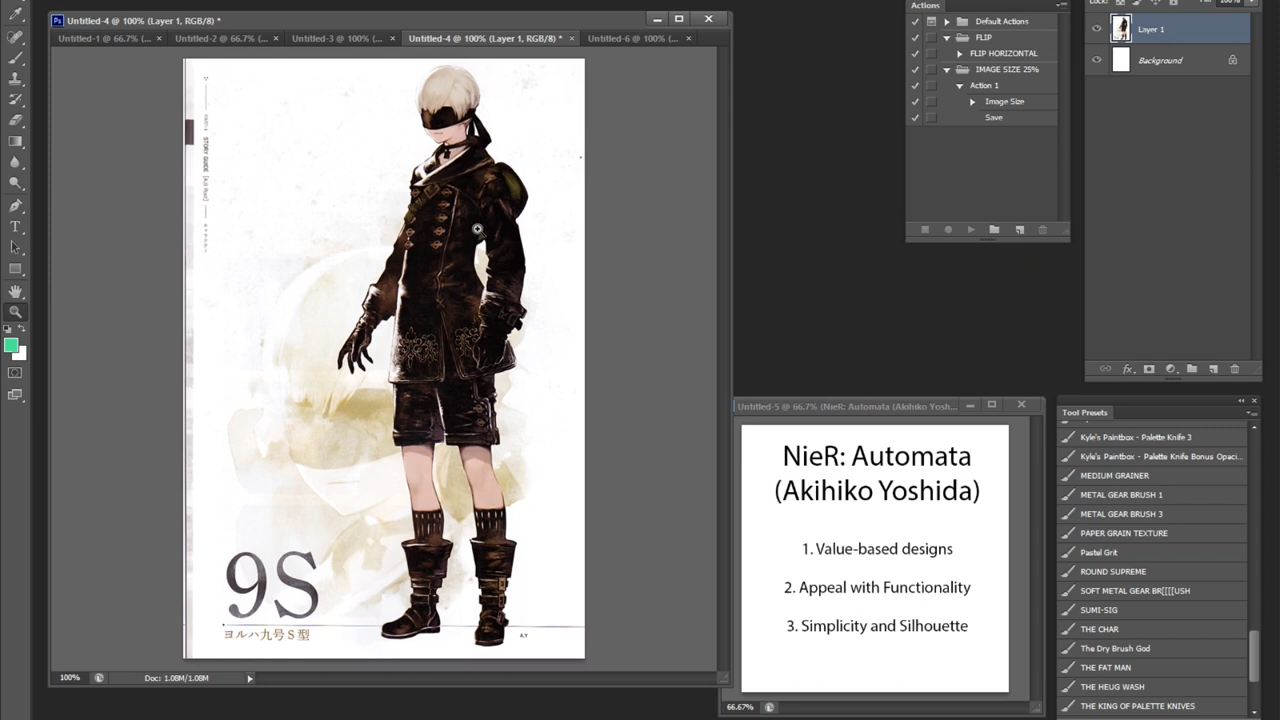 Untitled-4 @ 100% (Layer 1, RGB/8) *
Untitled-1 @ 66.7% (...
Untitled-2 @ 66.7% (...
Untitled-3 @ 100% (...
Untitled-4 @ 100% (Layer 1, RGB/8) *
Untitled-6 @ 100% (...
STORY GUIDE
9S
ヨルハ九号S型
A.Y
100%
Doc: 1.08M/1.08M
Actions
Default Actions
FLIP
FLIP HORIZONTAL
IMAGE SIZE 25%
Action 1
Image Size
Save
Lock:
100%
Layer 1
Background
Untitled-5 @ 66.7% (NieR: Automata (Akihiko Yosh...
NieR: Automata
(Akihiko Yoshida)
1. Value-based designs
2. Appeal with Functionality
3. Simplicity and Silhouette
66.67%
Tool Presets
Kyle's Paintbox - Palette Knife 3
Kyle's Paintbox - Palette Knife Bonus Opaci...
MEDIUM GRAINER
METAL GEAR BRUSH 1
METAL GEAR BRUSH 3
PAPER GRAIN TEXTURE
Pastel Grit
ROUND SUPREME
SOFT METAL GEAR BR[[[[USH
SUMI-SIG
THE CHAR
The Dry Brush God
THE FAT MAN
THE HEUG WASH
THE KING OF PALETTE KNIVES